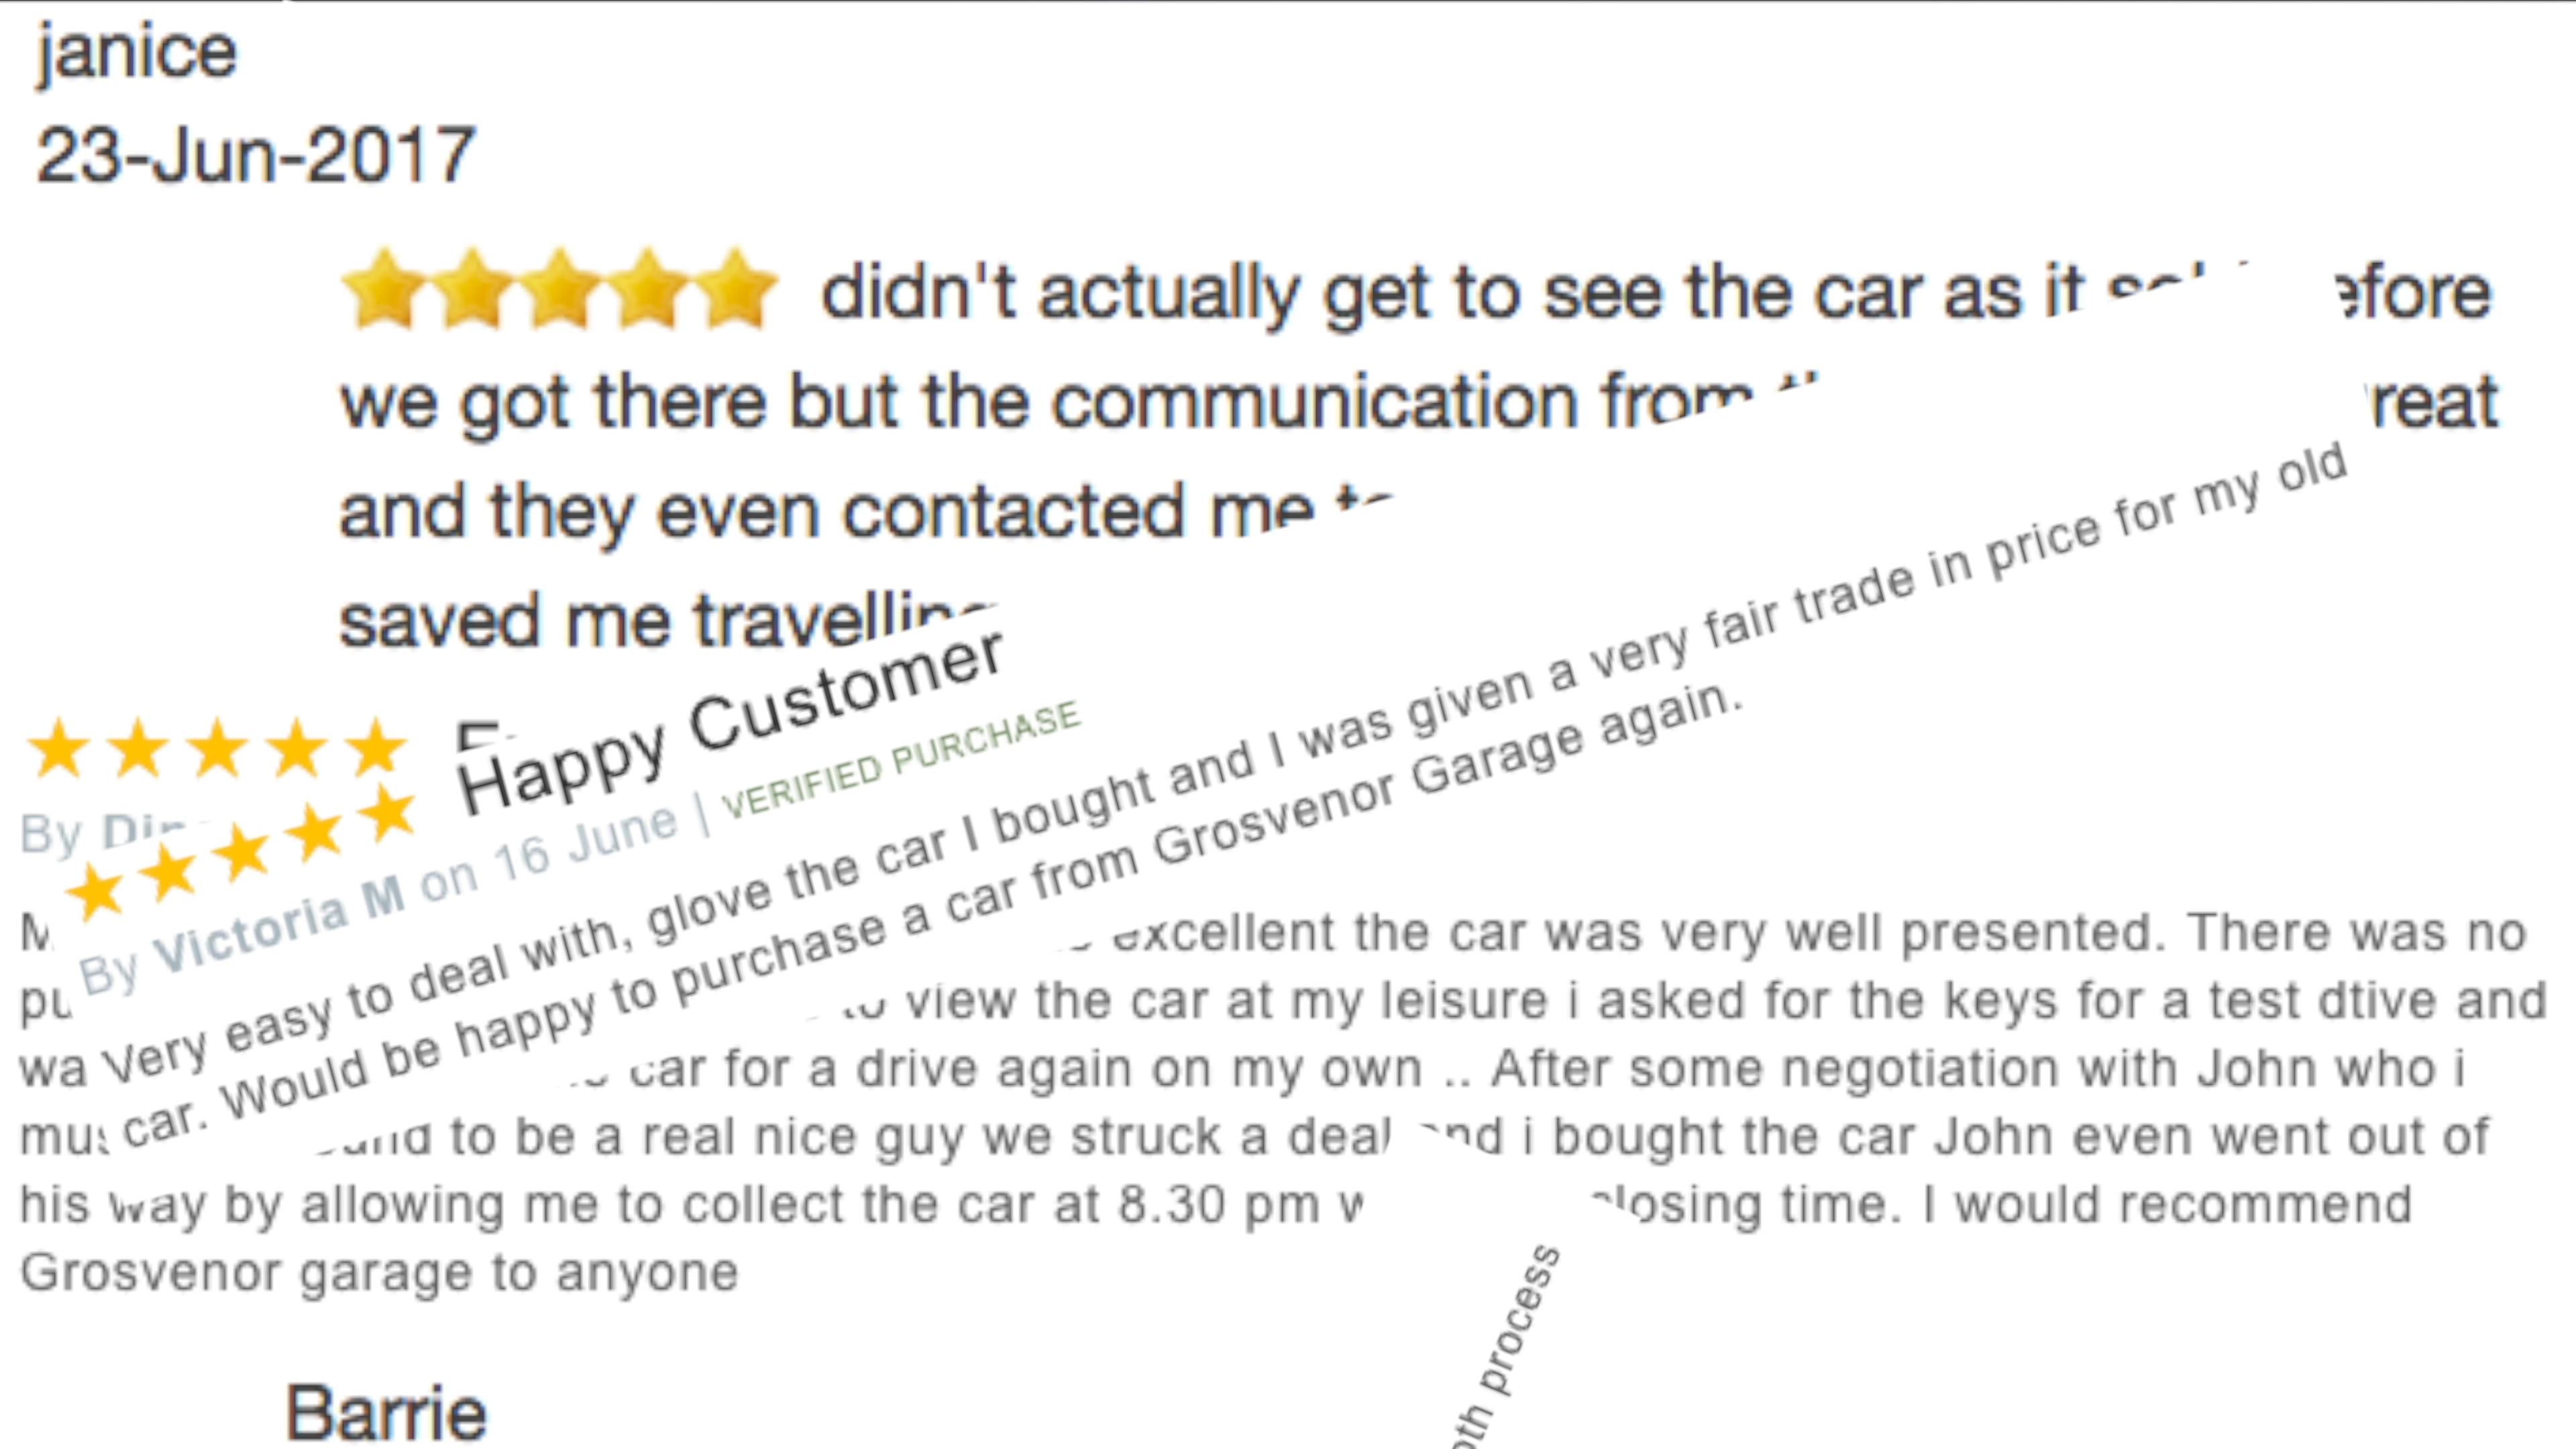 janice
23-Jun-2017
didn't actually get to see the car as it
we got there but the communication from
and they even contacted me
saved me travelling
By
Happy Customer
By Victoria M on 16 June | VERIFIED PURCHASE
Very easy to deal with, glove the car I bought and I was given a very fair trade in price for my old
car. Would be happy to purchase a car from Grosvenor Garage again.
excellent the car was very well presented. There was no
to view the car at my leisure i asked for the keys for a test dtive and
car for a drive again on my own .. After some negotiation with John who i
to be a real nice guy we struck a deal and i bought the car John even went out of
his way by allowing me to collect the car at 8.30 pm closing time. I would recommend
Grosvenor garage to anyone
process
Barrie